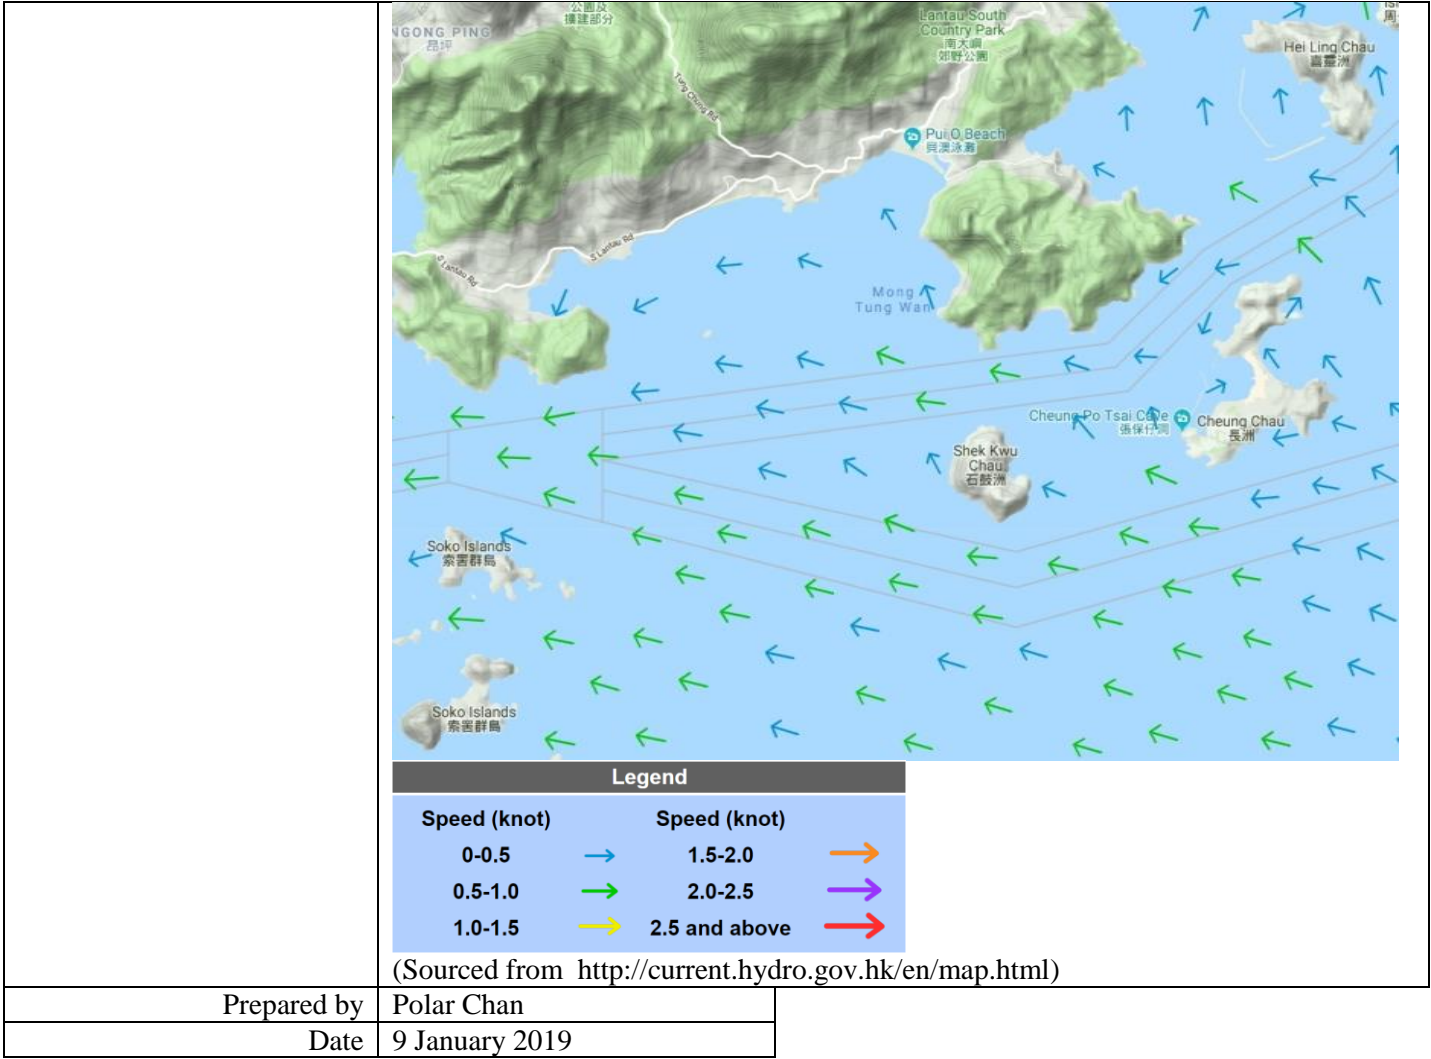 公園及
擴建部分
NGONG PING
昂坪
Lantau South
Country Park
南大嶼
郊野公園
Hei Ling Chau
喜靈洲
周
Tung Chung Rd
Pui O Beach
貝澳泳灘
S Lantau Rd
S Lantau Rd
Mong
Tung Wan
Cheung Po Tsai Cave
張保仔洞
Cheung Chau
長洲
Shek Kwu
Chau
石鼓洲
Soko Islands
索罟群島
Soko Islands
索罟群島
Legend
Speed (knot) Speed (knot)
0-0.5 1.5-2.0
0.5-1.0 2.0-2.5
1.0-1.5 2.5 and above
(Sourced from http://current.hydro.gov.hk/en/map.html)
Prepared by Polar Chan
Date 9 January 2019